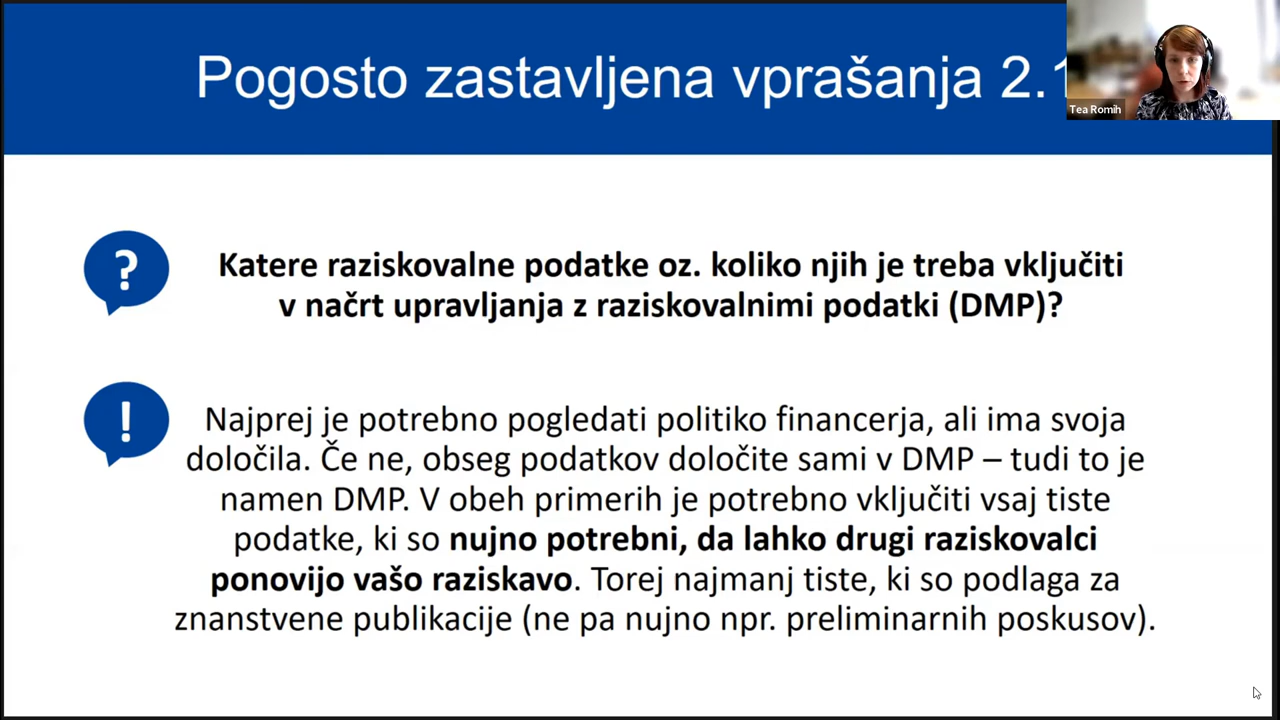 Pogosto zastavljena vprašanja 2.1
Tea Romih
?
Katere raziskovalne podatke oz. koliko njih je treba vključiti
v načrt upravljanja z raziskovalnimi podatki (DMP)?
!
Najprej je potrebno pogledati politiko financerja, ali ima svoja
določila. Če ne, obseg podatkov določite sami v DMP – tudi to je
namen DMP. V obeh primerih je potrebno vključiti vsaj tiste
podatke, ki so nujno potrebni, da lahko drugi raziskovalci
ponovijo vašo raziskavo. Torej najmanj tiste, ki so podlaga za
znanstvene publikacije (ne pa nujno npr. preliminarnih poskusov).